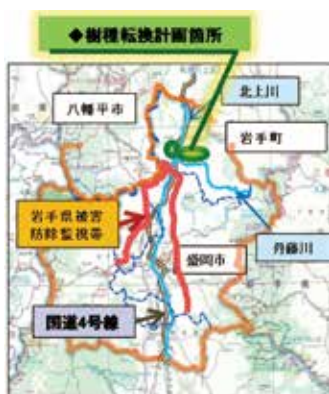 ◆樹種転換計画箇所
北上川
八幡平市
岩手町
岩手県被害
防除監視帯
盛岡市
丹藤川
国道4号線